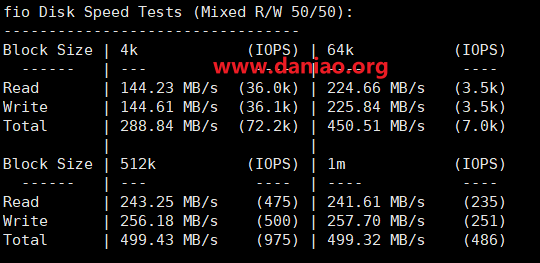 fio Disk Speed Tests (Mixed R/W 50/50):
---------------------------------
Block Size | 4k            (IOPS) | 64k           (IOPS)
  ------   | ---            ----  | ----           ----
www.daniao.org
Read       | 144.23 MB/s  (36.0k) | 224.66 MB/s   (3.5k)
Write      | 144.61 MB/s  (36.1k) | 225.84 MB/s   (3.5k)
Total      | 288.84 MB/s  (72.2k) | 450.51 MB/s   (7.0k)
           |                      |
Block Size | 512k          (IOPS) | 1m            (IOPS)
  ------   | ---            ----  | ---            ----
Read       | 243.25 MB/s    (475) | 241.61 MB/s    (235)
Write      | 256.18 MB/s    (500) | 257.70 MB/s    (251)
Total      | 499.43 MB/s    (975) | 499.32 MB/s    (486)